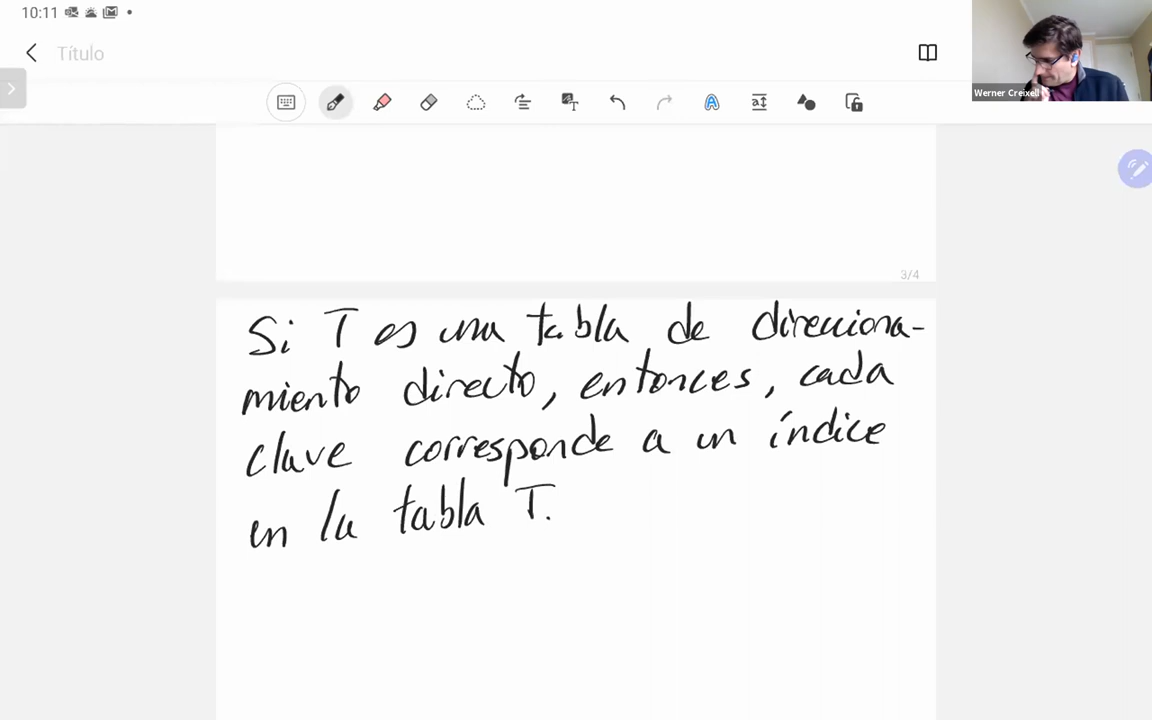 10:11
Título
Werner Creixell
3/4
Si T es una tabla de direcciona-
miento directo, entonces, cada
clave corresponde a un índice
en la tabla T.